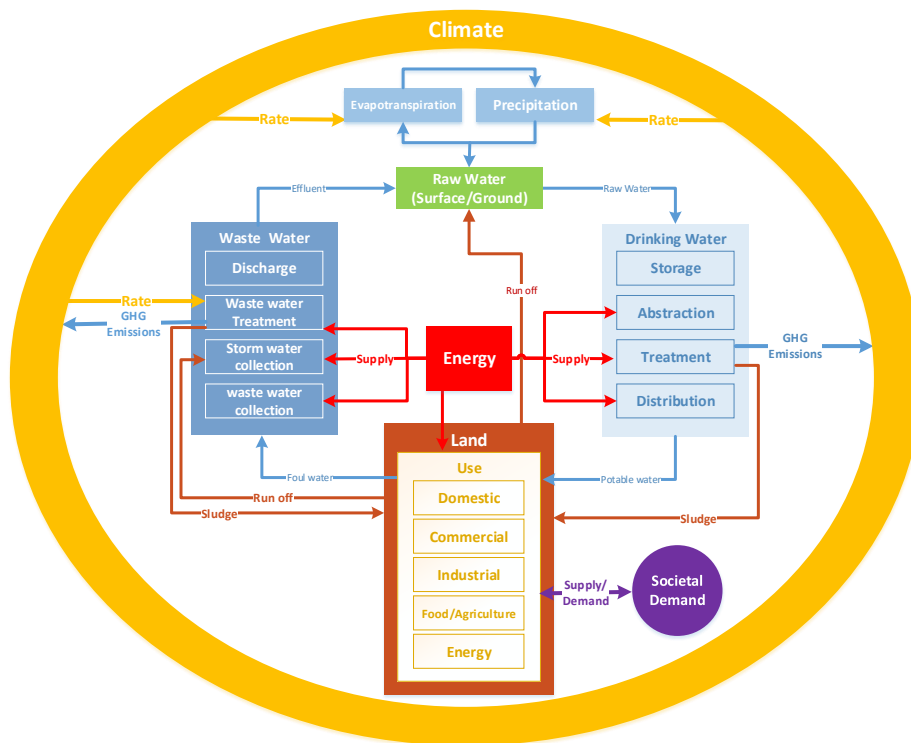 Climate
Evapotranspiration
Precipitation
Rate
Rate
Raw Water
(Surface/Ground)
Effluent
Raw Water
Waste Water
Discharge
Waste water
Treatment
Storm water
collection
waste water
collection
Drinking Water
Storage
Abstraction
Treatment
Distribution
Rate
GHG
Emissions
GHG
Emissions
Run off
Energy
Supply
Supply
Land
Use
Domestic
Commercial
Industrial
Food/Agriculture
Energy
Foul water
Potable water
Run off
Sludge
Sludge
Supply/
Demand
Societal
Demand